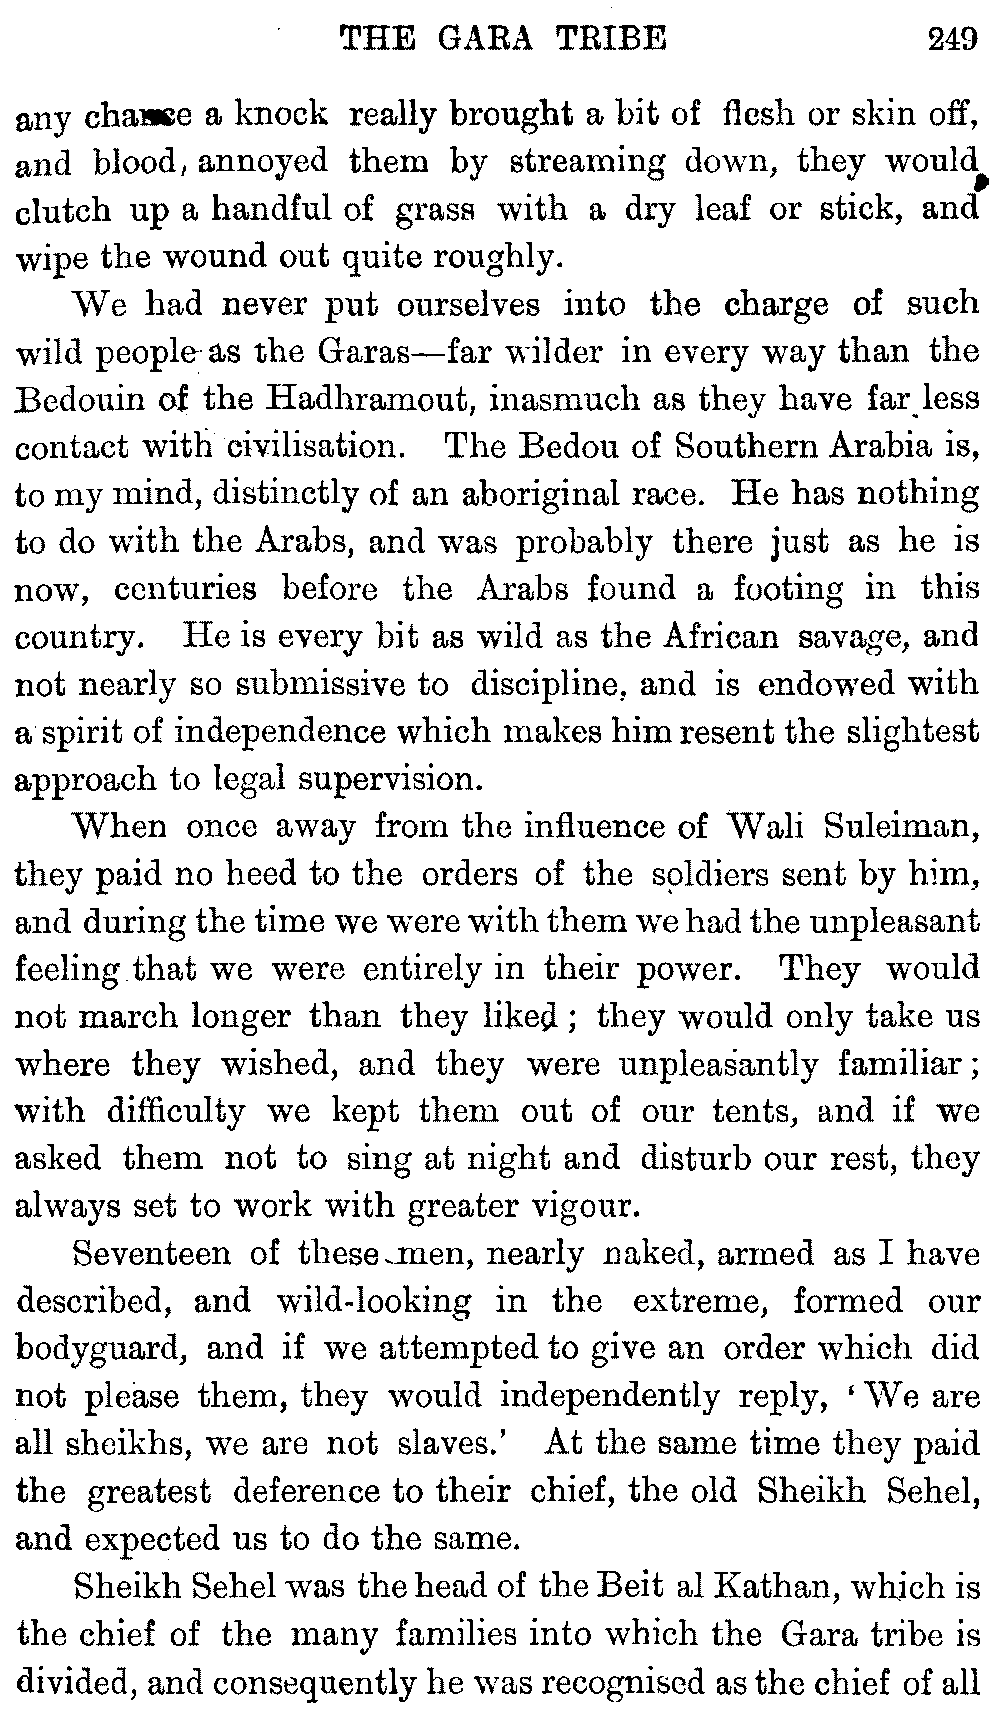 THE GARA TRIBE 249
any chance a knock really brought a bit of flesh or skin off,
and blood, annoyed them by streaming down, they would
clutch up a handful of grass with a dry leaf or stick, and
wipe the wound out quite roughly.
We had never put ourselves into the charge of such
wild people as the Garas—far wilder in every way than the
Bedouin of the Hadhramout, inasmuch as they have far less
contact with civilisation. The Bedou of Southern Arabia is,
to my mind, distinctly of an aboriginal race. He has nothing
to do with the Arabs, and was probably there just as he is
now, centuries before the Arabs found a footing in this
country. He is every bit as wild as the African savage, and
not nearly so submissive to discipline, and is endowed with
a spirit of independence which makes him resent the slightest
approach to legal supervision.
When once away from the influence of Wali Suleiman,
they paid no heed to the orders of the soldiers sent by him,
and during the time we were with them we had the unpleasant
feeling that we were entirely in their power. They would
not march longer than they liked ; they would only take us
where they wished, and they were unpleasantly familiar ;
with difficulty we kept them out of our tents, and if we
asked them not to sing at night and disturb our rest, they
always set to work with greater vigour.
Seventeen of these men, nearly naked, armed as I have
described, and wild-looking in the extreme, formed our
bodyguard, and if we attempted to give an order which did
not please them, they would independently reply, ‘ We are
all sheikhs, we are not slaves.’ At the same time they paid
the greatest deference to their chief, the old Sheikh Sehel,
and expected us to do the same.
Sheikh Sehel was the head of the Beit al Kathan, which is
the chief of the many families into which the Gara tribe is
divided, and consequently he was recognised as the chief of all